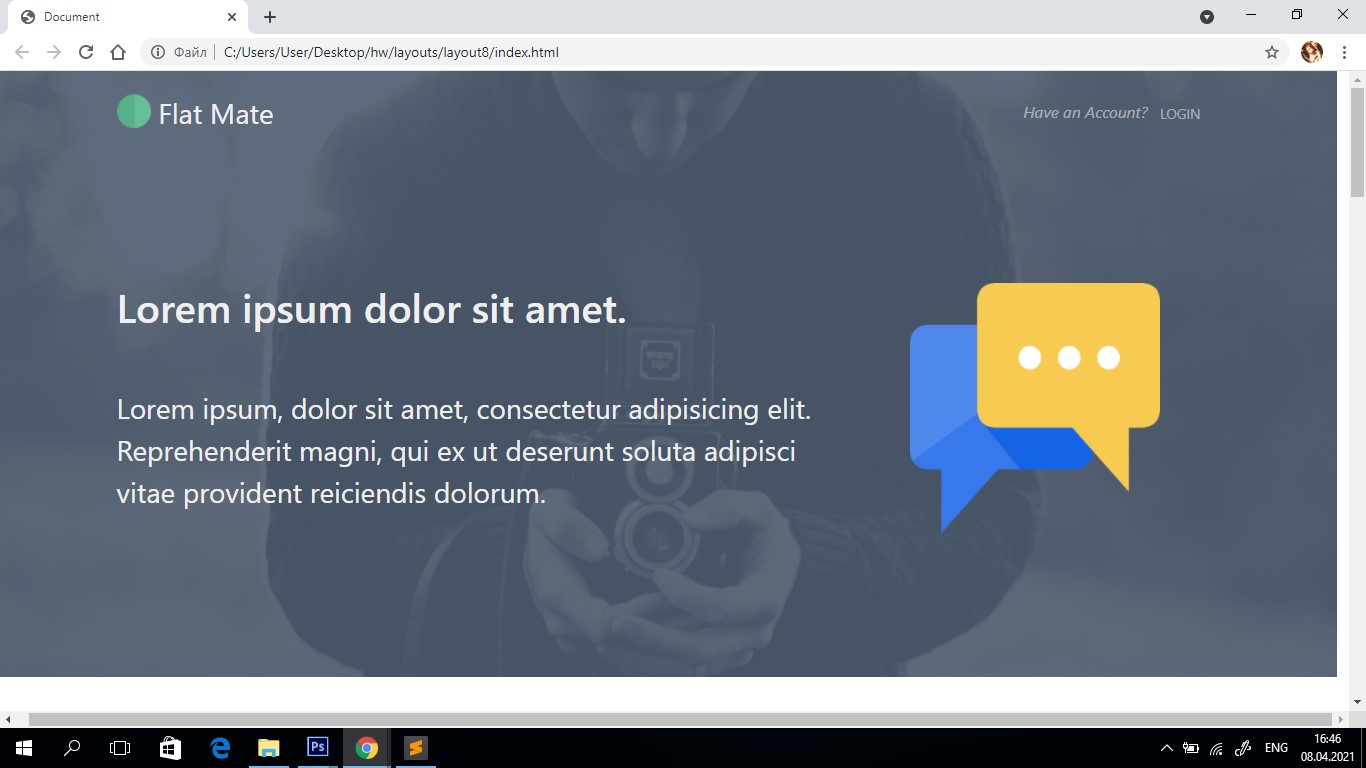 Document
Файл
C:/Users/User/Desktop/hw/layouts/layout8/index.html
Flat Mate
Have an Account? LOGIN
Lorem ipsum dolor sit amet.
Lorem ipsum, dolor sit amet, consectetur adipisicing elit.
Reprehenderit magni, qui ex ut deserunt soluta adipisci
vitae provident reiciendis dolorum.
Ps
ENG
16:46
08.04.2021